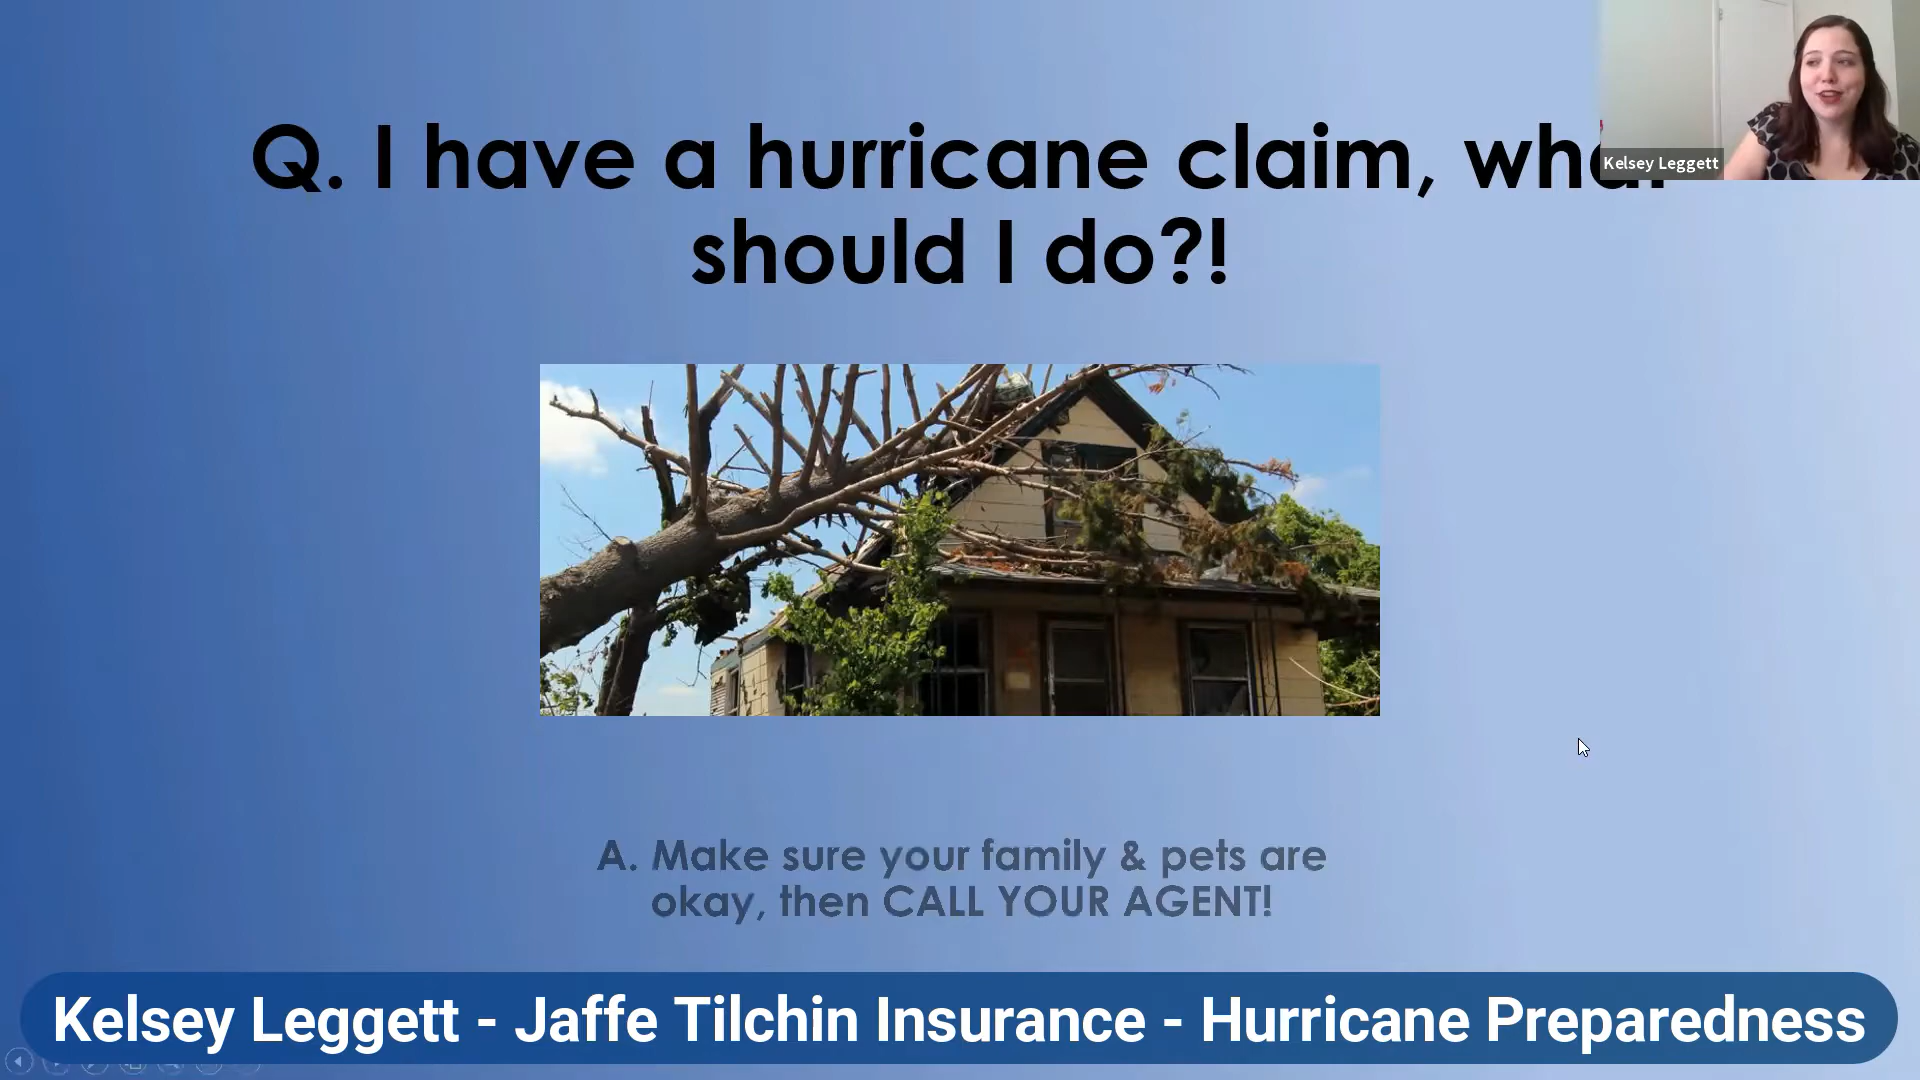 Q. I have a hurricane claim, what
should I do?!
Kelsey Leggett
A. Make sure your family & pets are
okay, then CALL YOUR AGENT!
Kelsey Leggett - Jaffe Tilchin Insurance - Hurricane Preparedness